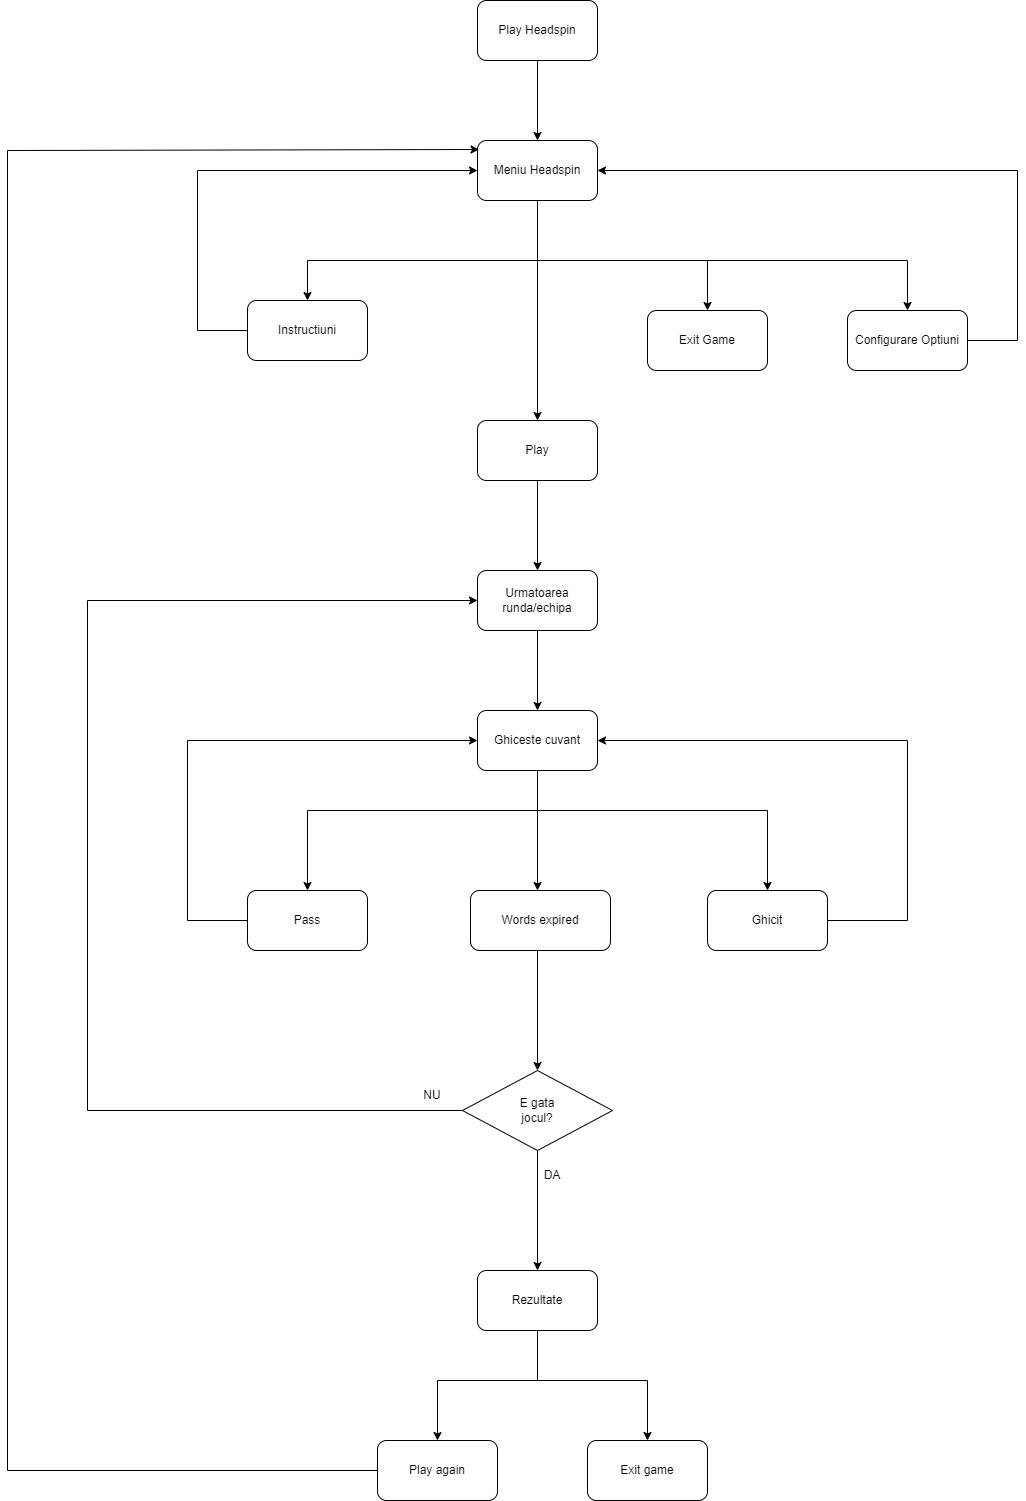 Play Headspin
Meniu Headspin
Instructiuni
Exit Game
Configurare Optiuni
Play
Urmatoarea
runda/echipa
Ghiceste cuvant
Pass
Words expired
Ghicit
NU
E gata
jocul?
DA
Rezultate
Play again
Exit game